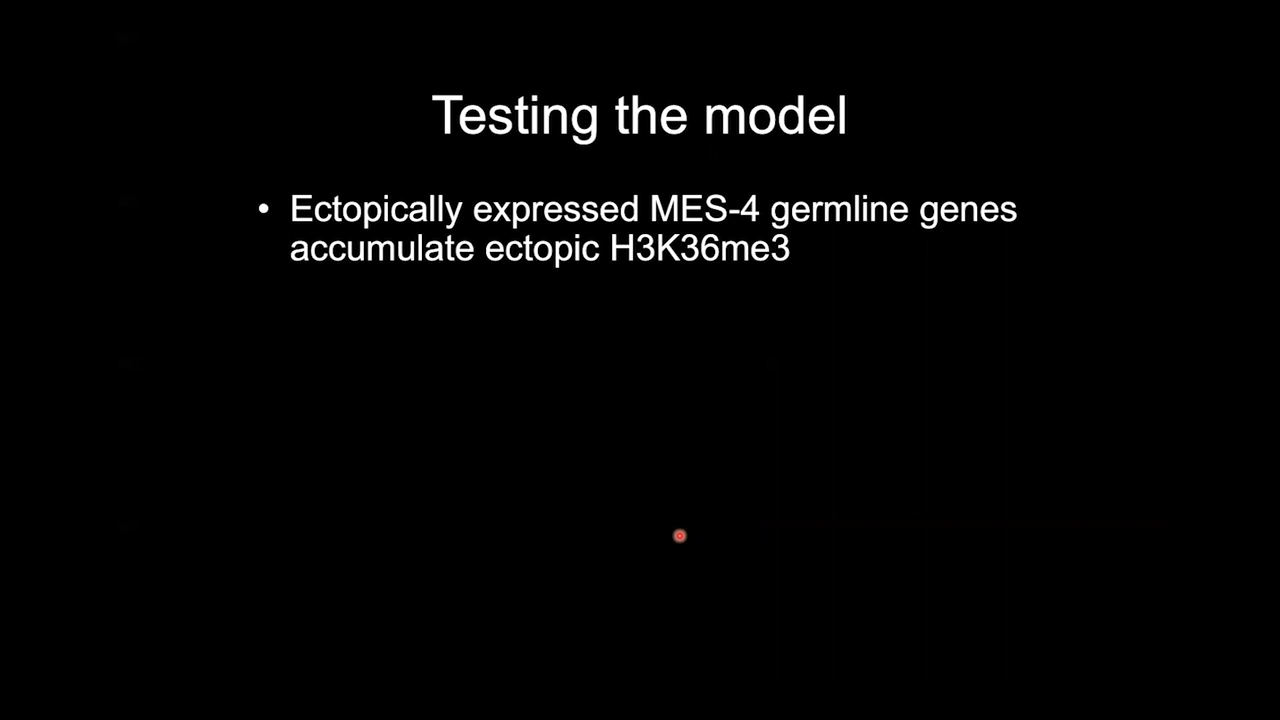 Testing the model
• Ectopically expressed MES-4 germline genes
accumulate ectopic H3K36me3